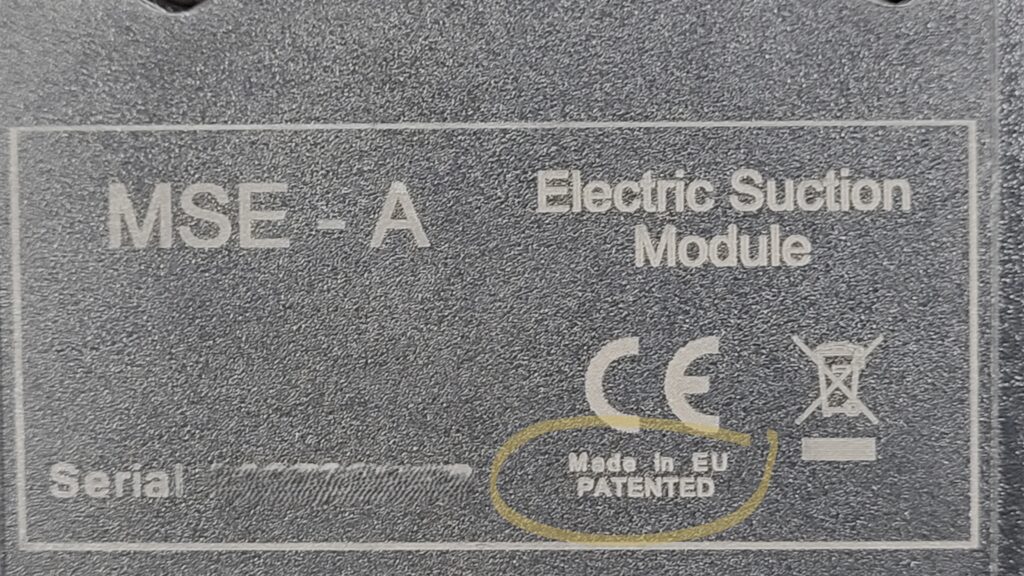 MSE - A
Electric Suction
Module
CE
Made in EU
PATENTED
Serial